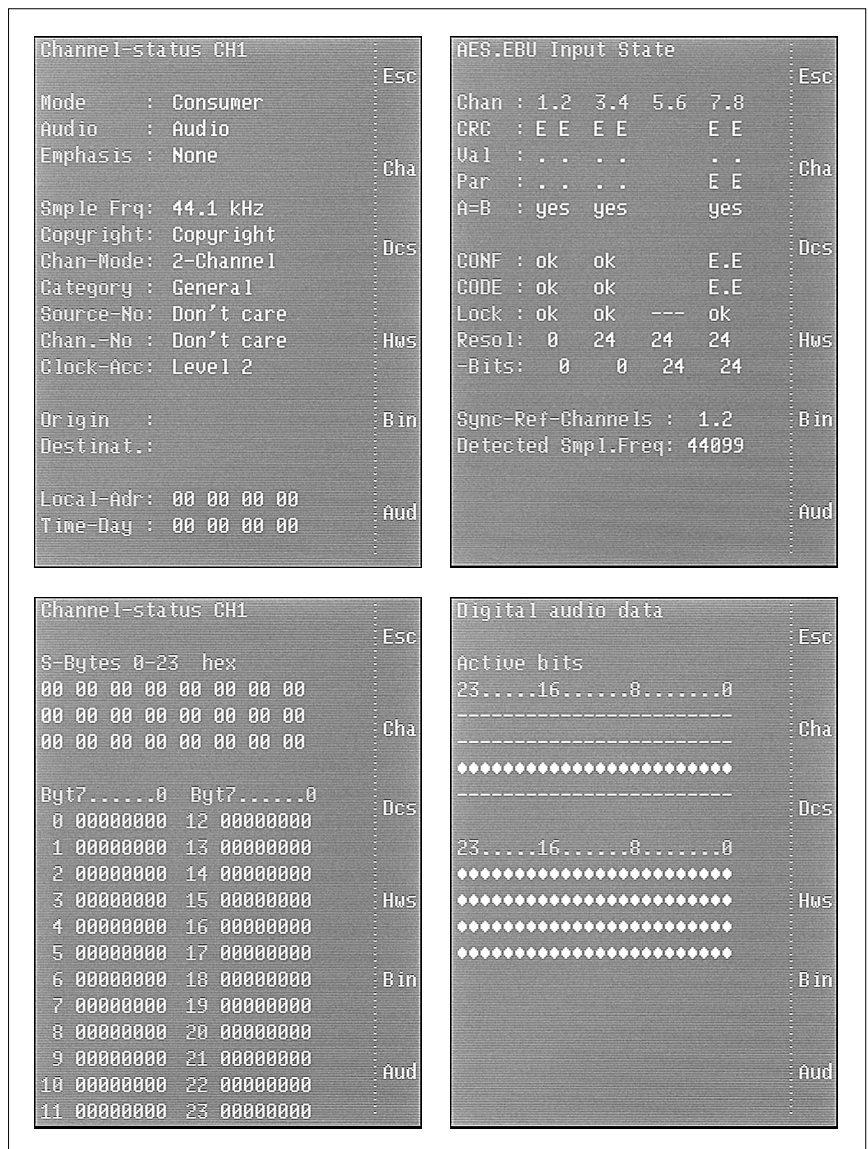 Channel-status CH1
Esc
Mode : Consumer
Audio : Audio
Emphasis : None
Cha
Smple Frq: 44.1 kHz
Copyright: Copyright
Chan-Mode: 2-Channel
Dcs
Category : General
Source-No: Don't care
Chan.-No : Don't care
Hws
Clock-Acc: Level 2
Origin :
Bin
Destinat.:
Local-Adr: 00 00 00 00
Aud
Time-Day : 00 00 00 00
AES.EBU Input State
Esc
Chan : 1.2 3.4 5.6 7.8
CRC : E E E E E E
Val : . . . . . .
Cha
Par : . . . . E E
A=B : yes yes yes
Dcs
CONF : ok ok E.E
CODE : ok ok E.E
Lock : ok ok --- ok
Resol: 0 24 24 24
Hws
-Bits: 0 0 24 24
Sync-Ref-Channels : 1.2
Bin
Detected Smpl.Freq: 44099
Aud
Channel-status CH1
Esc
S-Bytes 0-23 hex
00 00 00 00 00 00 00 00
00 00 00 00 00 00 00 00
Cha
00 00 00 00 00 00 00 00
Byt7......0 Byt7......0
Dcs
0 00000000 12 00000000
1 00000000 13 00000000
2 00000000 14 00000000
3 00000000 15 00000000
Hws
4 00000000 16 00000000
5 00000000 17 00000000
6 00000000 18 00000000
Bin
7 00000000 19 00000000
8 00000000 20 00000000
9 00000000 21 00000000
Aud
10 00000000 22 00000000
11 00000000 23 00000000
Digital audio data
Esc
Active bits
23.....16......8.......0
------------------------
Cha
------------------------
♦♦♦♦♦♦♦♦♦♦♦♦♦♦♦♦♦♦♦♦♦♦♦♦
------------------------
Dcs
23.....16......8.......0
♦♦♦♦♦♦♦♦♦♦♦♦♦♦♦♦♦♦♦♦♦♦♦♦
♦♦♦♦♦♦♦♦♦♦♦♦♦♦♦♦♦♦♦♦♦♦♦♦
Hws
♦♦♦♦♦♦♦♦♦♦♦♦♦♦♦♦♦♦♦♦♦♦♦♦
♦♦♦♦♦♦♦♦♦♦♦♦♦♦♦♦♦♦♦♦♦♦♦♦
Bin
Aud